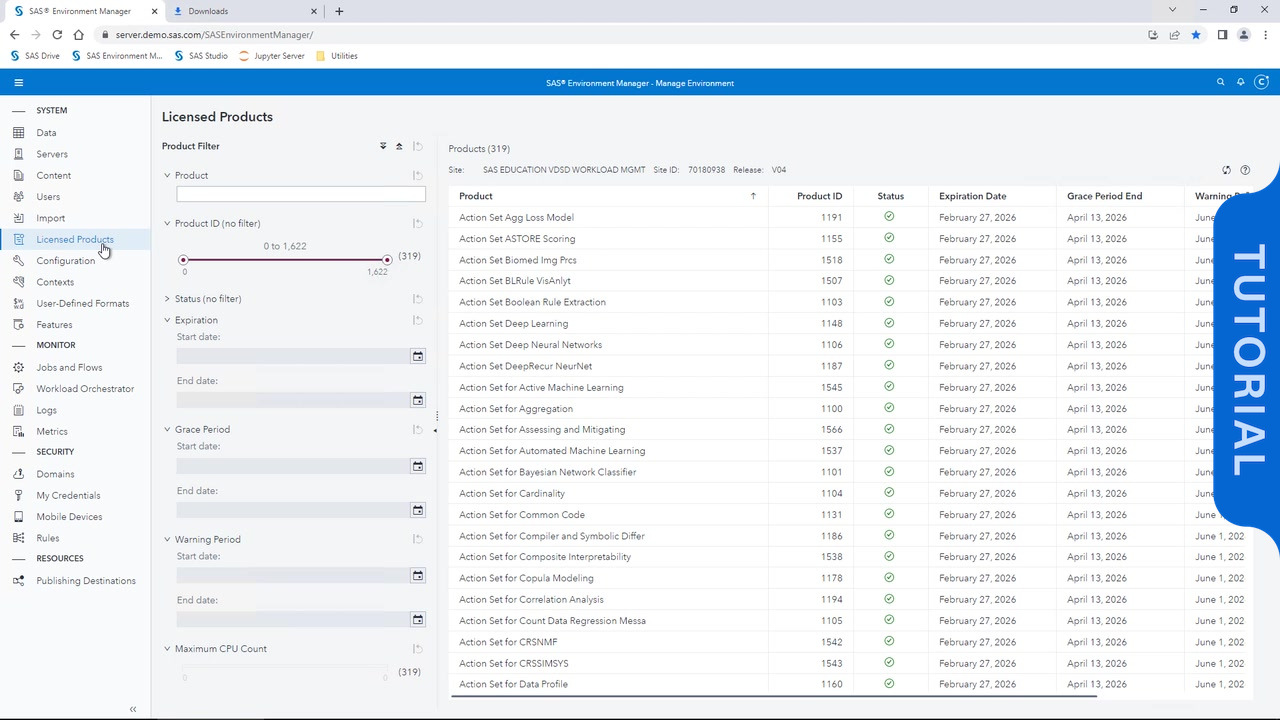 SAS® Environment Manager
Downloads
server.demo.sas.com/SASEnvironmentManager/
SAS Drive
SAS Environment M...
SAS Studio
Jupyter Server
Utilities
SAS® Environment Manager - Manage Environment
C
SYSTEM
Data
Servers
Content
Users
Import
Licensed Products
Configuration
Contexts
User-Defined Formats
Features
MONITOR
Jobs and Flows
Workload Orchestrator
Logs
Metrics
SECURITY
Domains
My Credentials
Mobile Devices
Rules
RESOURCES
Publishing Destinations
Licensed Products
Product Filter
Product
Product ID (no filter)
0 to 1,622
(319)
0 1,622
Status (no filter)
Expiration
Start date:
End date:
Grace Period
Start date:
End date:
Warning Period
Start date:
End date:
Maximum CPU Count
(319)
0 0
Products (319)
Site: SAS EDUCATION VDSD WORKLOAD MGMT Site ID: 70180938 Release: V04
Product Product ID Status Expiration Date Grace Period End Warning
Action Set Agg Loss Model 1191 February 27, 2026 April 13, 2026 June
Action Set ASTORE Scoring 1155 February 27, 2026 April 13, 2026 June
Action Set Biomed Img Prcs 1518 February 27, 2026 April 13, 2026 June
Action Set BLRule VisAnlyt 1507 February 27, 2026 April 13, 2026 June
Action Set Boolean Rule Extraction 1103 February 27, 2026 April 13, 2026 June
Action Set Deep Learning 1148 February 27, 2026 April 13, 2026 June
Action Set Deep Neural Networks 1106 February 27, 2026 April 13, 2026 June
Action Set DeepRecur NeurNet 1187 February 27, 2026 April 13, 2026 June
Action Set for Active Machine Learning 1545 February 27, 2026 April 13, 2026 June
Action Set for Aggregation 1100 February 27, 2026 April 13, 2026 June
Action Set for Assessing and Mitigating 1566 February 27, 2026 April 13, 2026 June
Action Set for Automated Machine Learning 1537 February 27, 2026 April 13, 2026 June
Action Set for Bayesian Network Classifier 1101 February 27, 2026 April 13, 2026 June
Action Set for Cardinality 1104 February 27, 2026 April 13, 2026 June
Action Set for Common Code 1131 February 27, 2026 April 13, 2026 June
Action Set for Compiler and Symbolic Differ 1186 February 27, 2026 April 13, 2026 June 1, 202
Action Set for Composite Interpretability 1538 February 27, 2026 April 13, 2026 June 1, 202
Action Set for Copula Modeling 1178 February 27, 2026 April 13, 2026 June 1, 202
Action Set for Correlation Analysis 1194 February 27, 2026 April 13, 2026 June 1, 202
Action Set for Count Data Regression Messa 1105 February 27, 2026 April 13, 2026 June 1, 202
Action Set for CRSNMF 1542 February 27, 2026 April 13, 2026 June 1, 202
Action Set for CRSSIMSYS 1543 February 27, 2026 April 13, 2026 June 1, 202
Action Set for Data Profile 1160 February 27, 2026 April 13, 2026 June 1, 202
TUTORIAL